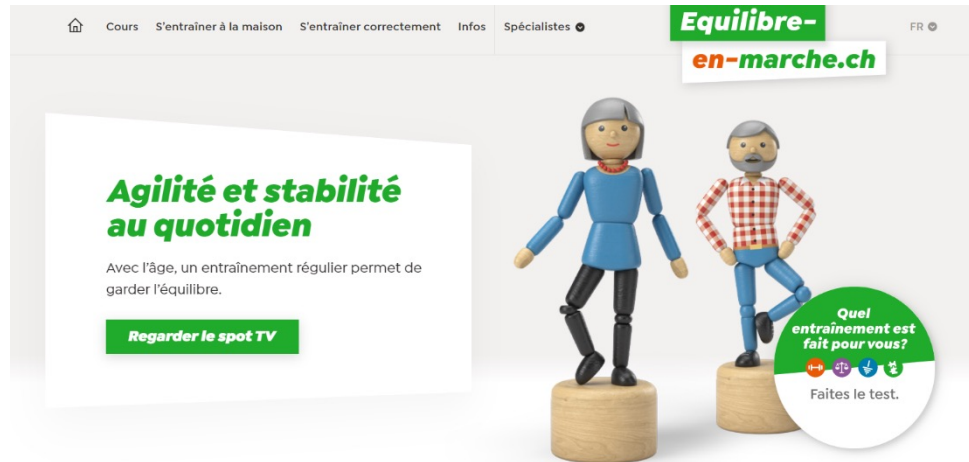 Cours S'entraîner à la maison S'entraîner correctement Infos Spécialistes
Equilibre-
en-marche.ch
FR
Agilité et stabilité
au quotidien
Avec l'âge, un entraînement régulier permet de
garder l'équilibre.
Regarder le spot TV
Quel
entraînement est
fait pour vous?
Faites le test.